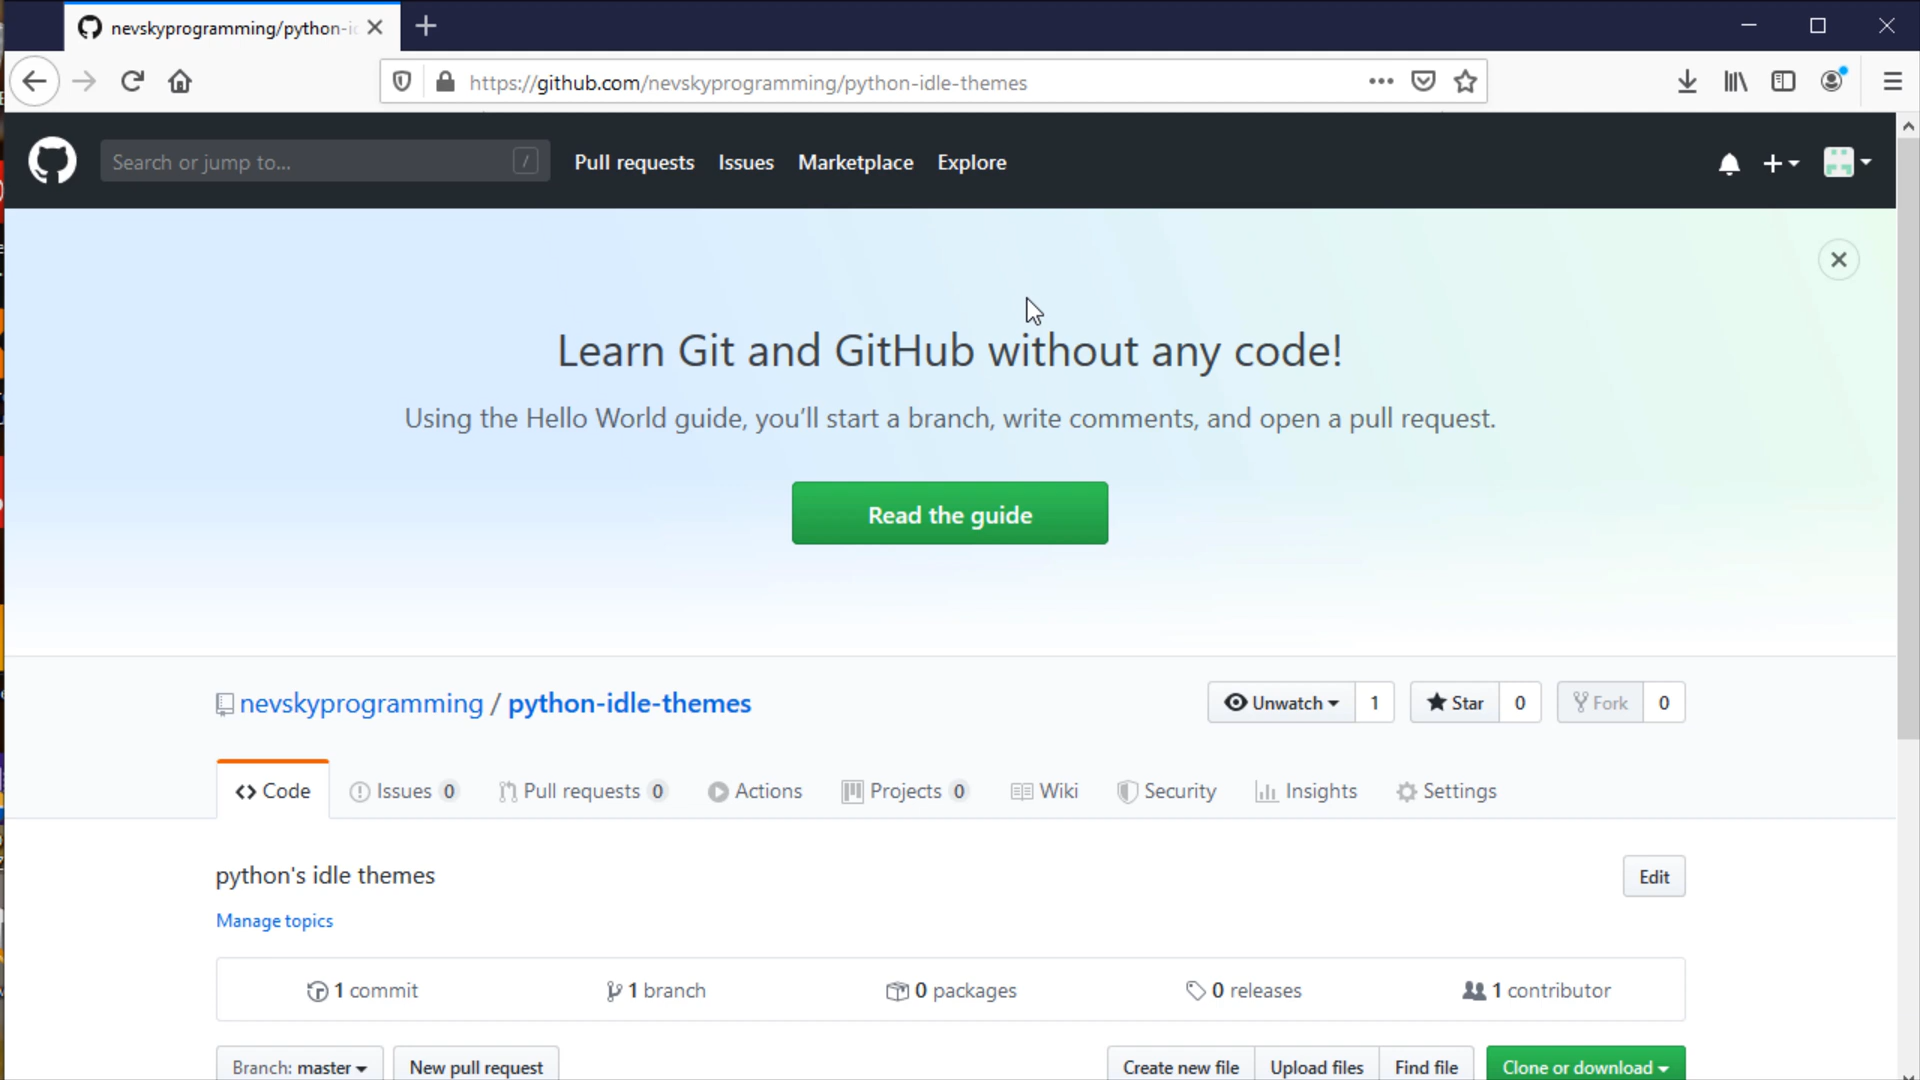 nevskyprogramming/python-id
https://github.com/nevskyprogramming/python-idle-themes
Search or jump to...
/
Pull requests
Issues
Marketplace
Explore
Learn Git and GitHub without any code!
Using the Hello World guide, you’ll start a branch, write comments, and open a pull request.
Read the guide
nevskyprogramming / python-idle-themes
Unwatch
1
Star
0
Fork
0
Code
Issues 0
Pull requests 0
Actions
Projects 0
Wiki
Security
Insights
Settings
python's idle themes
Edit
Manage topics
1 commit
1 branch
0 packages
0 releases
1 contributor
Branch: master
New pull request
Create new file
Upload files
Find file
Clone or download